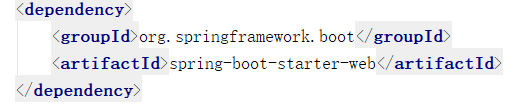 <dependency>
    <groupId>org.springframework.boot</groupId>
    <artifactId>spring-boot-starter-web</artifactId>
</dependency>